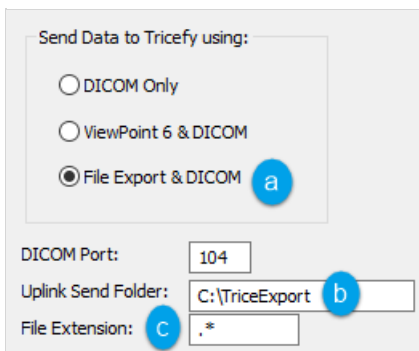 Send Data to Tricefy using:
DICOM Only
ViewPoint 6 & DICOM
File Export & DICOM a
DICOM Port: 104
Uplink Send Folder: C:\TriceExport b
File Extension: c .*